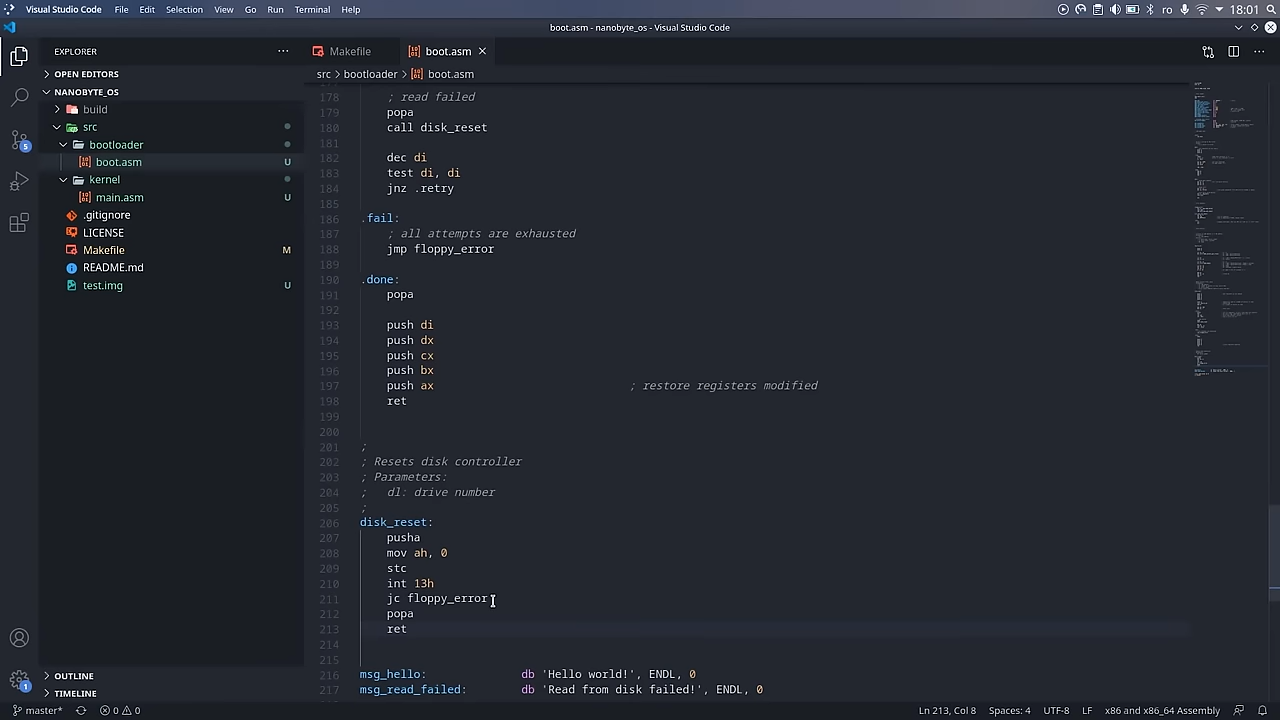 Visual Studio Code File Edit Selection View Go Run Terminal Help ro 18:01
boot.asm - nanobyte_os - Visual Studio Code
EXPLORER
OPEN EDITORS
NANOBYTE_OS
build
src
bootloader
boot.asm U
kernel
main.asm U
.gitignore
LICENSE
Makefile M
README.md
test.img U
OUTLINE
TIMELINE
5
1
Makefile boot.asm
src > bootloader > boot.asm
178 ; read failed
179 popa
180 call disk_reset
181
182 dec di
183 test di, di
184 jnz .retry
185
186 .fail:
187 ; all attempts are exhausted
188 jmp floppy_error
189
190 .done:
191 popa
192
193 push di
194 push dx
195 push cx
196 push bx
197 push ax ; restore registers modified
198 ret
199
200
201 ;
202 ; Resets disk controller
203 ; Parameters:
204 ; dl: drive number
205 ;
206 disk_reset:
207 pusha
208 mov ah, 0
209 stc
210 int 13h
211 jc floppy_error
212 popa
213 ret
214
215
216 msg_hello: db 'Hello world!', ENDL, 0
217 msg_read_failed: db 'Read from disk failed!', ENDL, 0
master* 0 0 Ln 213, Col 8 Spaces: 4 UTF-8 LF x86 and x86_64 Assembly